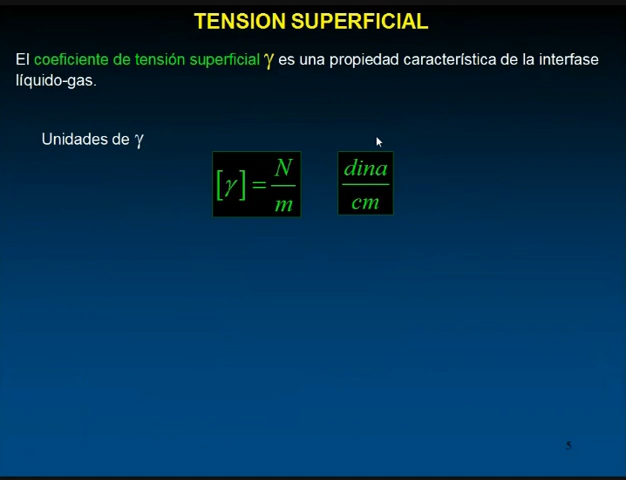 TENSION SUPERFICIAL
El coeficiente de tensión superficial γ es una propiedad característica de la interfase
líquido-gas.
Unidades de γ
[γ] = N/m dina/cm
5